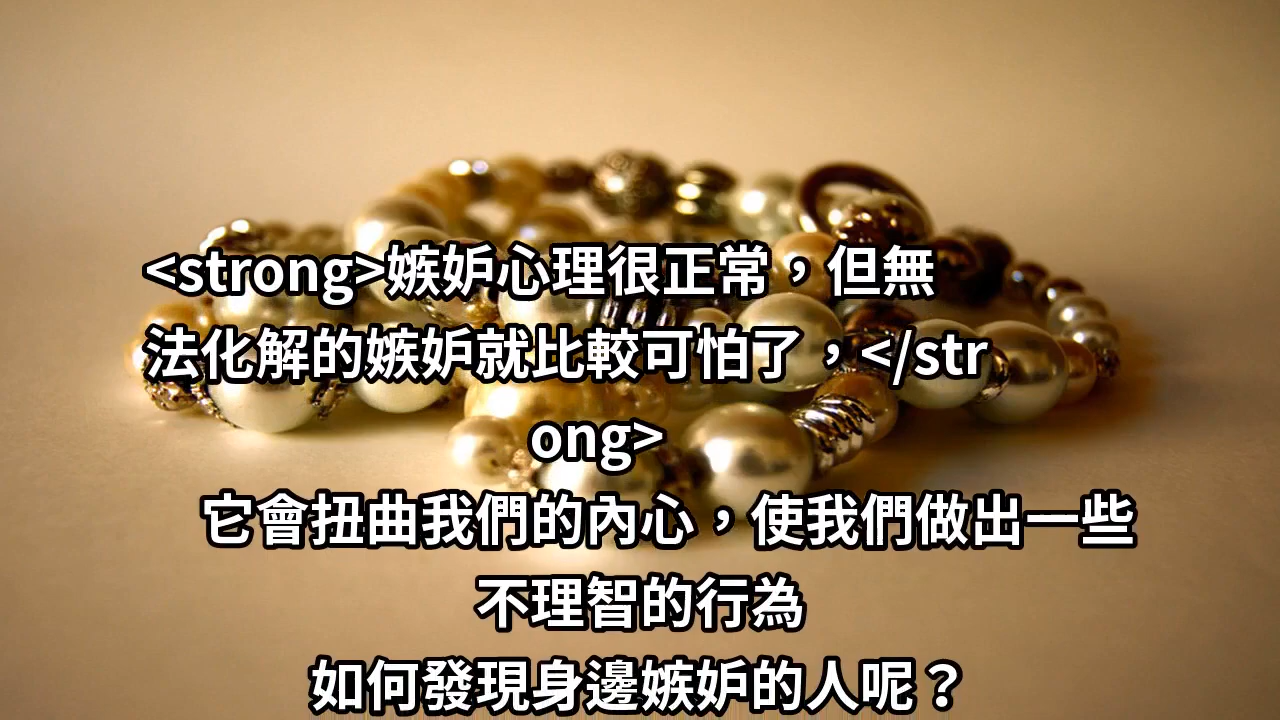 <strong>嫉妒心理很正常，但無
法化解的嫉妒就比較可怕了，</str
ong>
它會扭曲我們的內心，使我們做出一些
不理智的行為
如何發現身邊嫉妒的人呢？